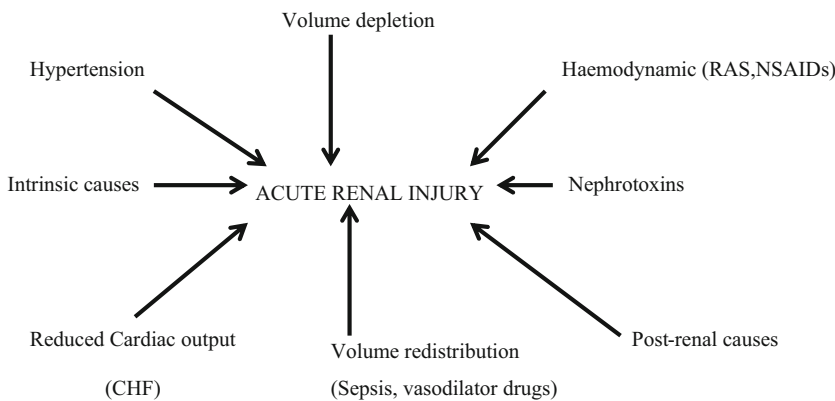 Volume depletion
Hypertension
Haemodynamic (RAS,NSAIDs)
Intrinsic causes
ACUTE RENAL INJURY
Nephrotoxins
Reduced Cardiac output
(CHF)
Volume redistribution
(Sepsis, vasodilator drugs)
Post-renal causes